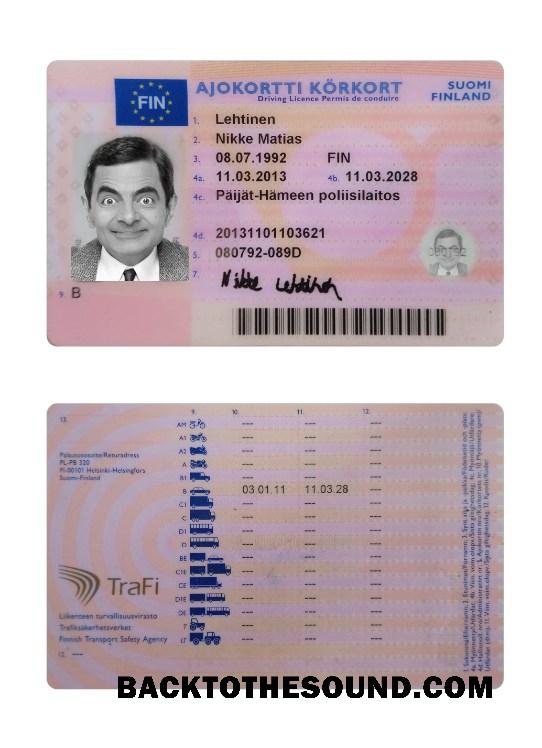 FIN
AJOKORTTI KÖRKORT
Driving Licence Permis de conduire
SUOMI
FINLAND
1. Lehtinen
2. Nikke Matias
3. 08.07.1992 FIN
4a. 11.03.2013 4b. 11.03.2028
4c. Päijät-Hämeen poliisilaitos
4d. 20131101103621
5. 080792-089D
7. Nikke Lehtinen
9. B
13. 9. 10. 11. 12.
Palautusosoite/Returadress
PL-PB 320
FI-00101 Helsinki-Helsingfors
Suomi-Finland
AM --- ---
A1 --- ---
A2 --- ---
A --- ---
B1 --- ---
B 03.01.11 11.03.28
C1 --- ---
C --- ---
D1 --- ---
D --- ---
BE --- ---
C1E --- ---
CE --- ---
D1E --- ---
DE --- ---
T --- ---
LT --- ---
TraFi
Liikenteen turvallisuusvirasto
Trafiksäkerhetsverket
Finnish Transport Safety Agency
12. ---
BACKTOTHESOUND.COM